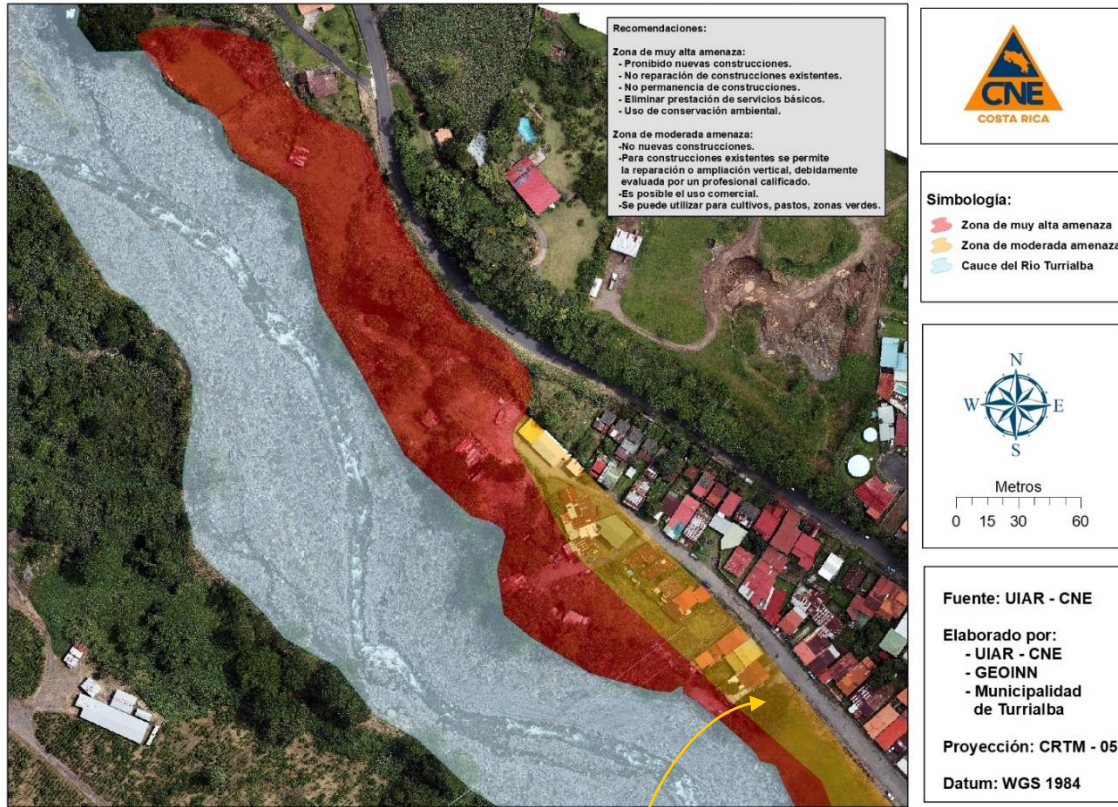 Recomendaciones:
Zona de muy alta amenaza:
- Pronibido nuevas construcciones.
- No reparación de construcciones existentes.
- No permanencia de construcciones.
- Eliminar prestación de servicios básicos.
- Uso de conservación ambiental.
Zona de moderada amenaza:
-No nuevas construcciones.
-Para construcciones existentes se permite
la reparación o ampliación vertical, debidamente
evaluada por un profesional calificado.
-Es posible el uso comercial.
-Se puede utilizar para cultivos, pastos, zonas verdes.
CNE
COSTA RICA
Simbología:
Zona de muy alta amenaza
Zona de moderada amenaza
Cauce del Río Turrialba
N
W E
S
Metros
0 15 30 60
Fuente: UIAR - CNE
Elaborado por:
- UIAR - CNE
- GEOINN
- Municipalidad
de Turrialba
Proyección: CRTM - 05
Datum: WGS 1984